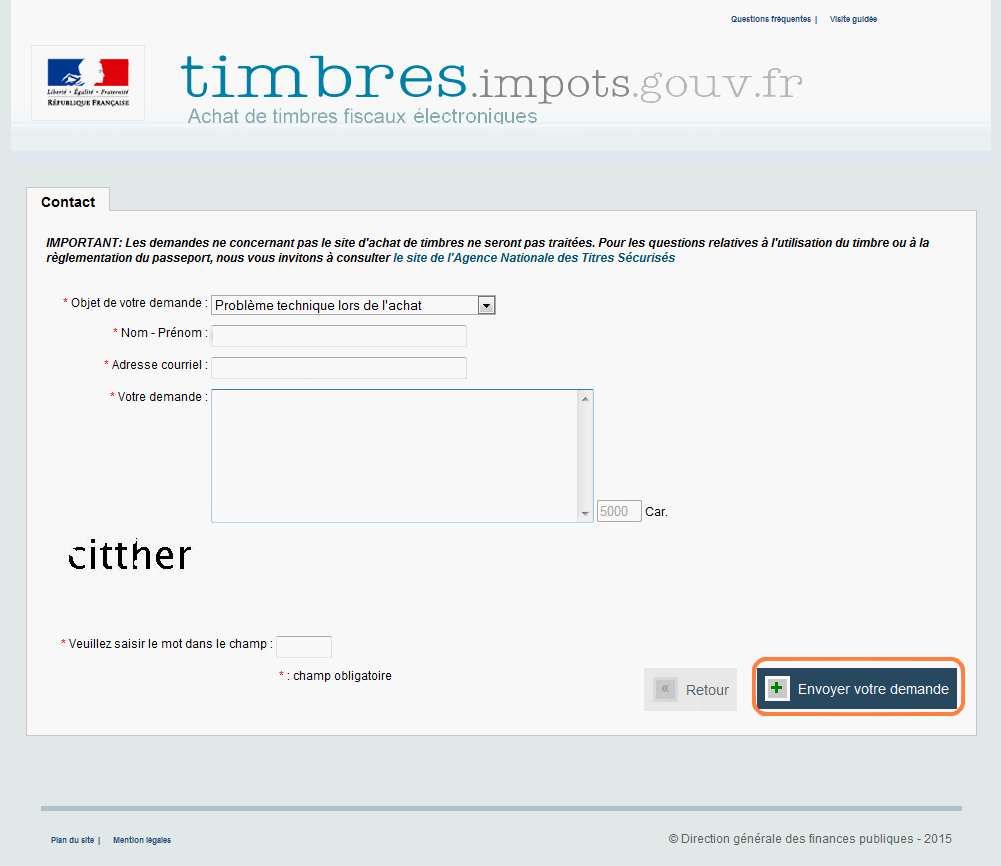 Questions fréquentes | Visite guidée
Liberté • Égalité • Fraternité
RÉPUBLIQUE FRANÇAISE
timbres.impots.gouv.fr
Achat de timbres fiscaux électroniques
Contact
IMPORTANT: Les demandes ne concernant pas le site d'achat de timbres ne seront pas traitées. Pour les questions relatives à l'utilisation du timbre ou à la
règlementation du passeport, nous vous invitons à consulter le site de l'Agence Nationale des Titres Sécurisés
* Objet de votre demande : Problème technique lors de l'achat
* Nom - Prénom :
* Adresse courriel :
* Votre demande :
5000 Car.
citther
* Veuillez saisir le mot dans le champ :
* : champ obligatoire
« Retour
Envoyer votre demande
Plan du site | Mention légales
© Direction générale des finances publiques - 2015